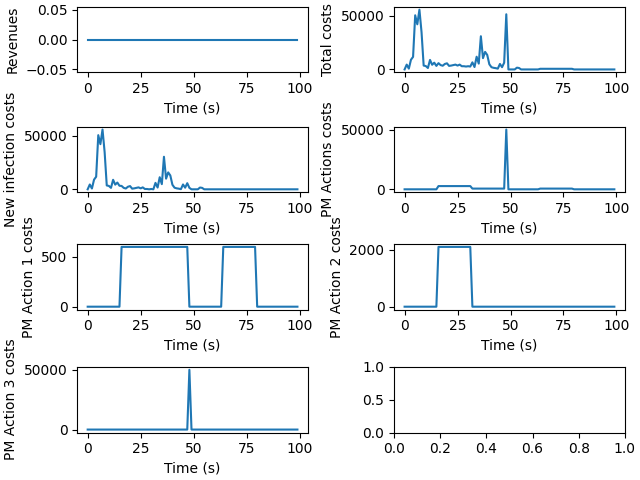 Revenues
0.05
0.00
−0.05
0 25 50 75 100
Time (s)
Total costs
50000
0
0 25 50 75 100
Time (s)
New infection costs
50000
0
0 25 50 75 100
Time (s)
PM Actions costs
50000
0
0 25 50 75 100
Time (s)
PM Action 1 costs
500
0
0 25 50 75 100
Time (s)
PM Action 2 costs
2000
0
0 25 50 75 100
Time (s)
PM Action 3 costs
50000
0
0 25 50 75 100
Time (s)
1.0
0.5
0.0
0.0 0.2 0.4 0.6 0.8 1.0